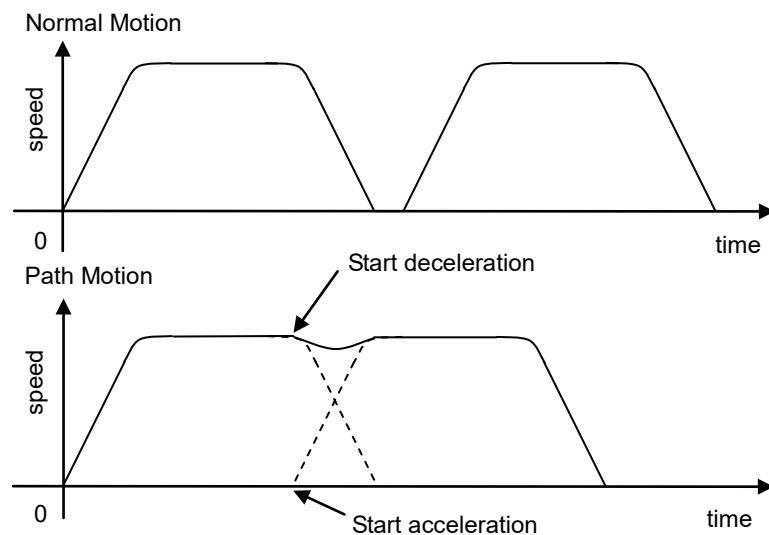 Normal Motion
speed
0
time
Start deceleration
Path Motion
speed
0
time
Start acceleration